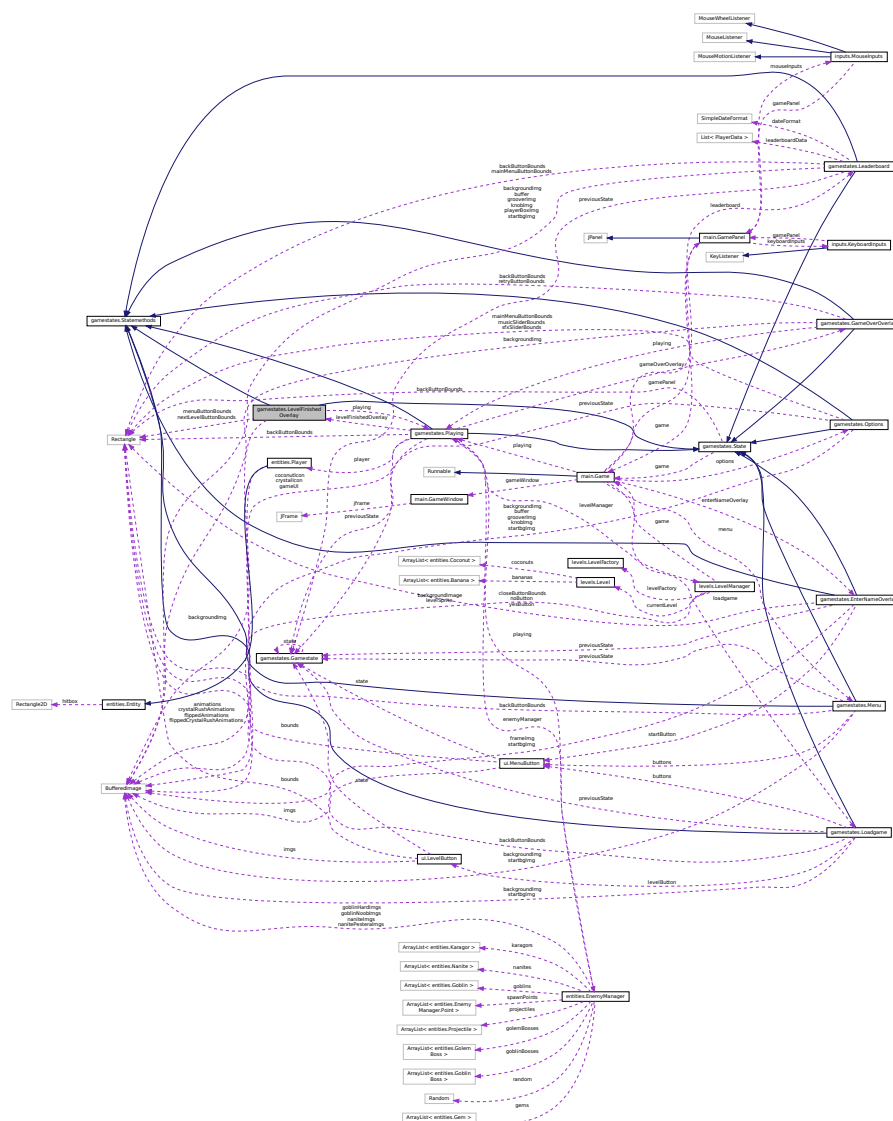 MouseWheelListener
MouseListener
MouseMotionListener
inputs.MouseInputs
mouseInputs
gamePanel
SimpleDateFormat
dateFormat
List< PlayerData >
leaderboardData
gamestates.Leaderboard
backButtonBounds
mainMenuButtonBounds
backgroundImg
buffer
grooverImg
knobImg
playerBoxImg
startbgImg
previousState
leaderboard
JPanel
main.GamePanel
gamePanel
keyboardInputs
inputs.KeyboardInputs
KeyListener
backButtonBounds
retryButtonBounds
gamestates.Statemethods
mainMenuButtonBounds
musicSliderBounds
sfxSliderBounds
backgroundImg
playing
gamestates.GameOverOverlay
gameOverOverlay
gamePanel
backButtonBounds
previousState
menuButtonBounds
nextLevelButtonBounds
gamestates.LevelFinished
Overlay
playing
levelFinishedOverlay
game
gamestates.Options
Rectangle
backButtonBounds
gamestates.Playing
playing
gamestates.State
entities.Player
player
Runnable
main.Game
game
options
coconutIcon
crystalIcon
gameUI
gameWindow
jframe
main.GameWindow
JFrame
previousState
backgroundImg
buffer
grooverImg
knobImg
startbgImg
levelManager
enterNameOverlay
game
menu
ArrayList< entities.Coconut >
coconuts
levels.LevelFactory
ArrayList< entities.Banana >
bananas
levels.Level
levelFactory
levels.LevelManager
backgroundImage
levelSprite
closeButtonBounds
noButton
yesButton
currentLevel
loadgame
gamestates.EnterNameOverlay
backgroundImg
state
playing
previousState
gamestates.Gamestate
previousState
state
Rectangle2D
hitbox
entities.Entity
animations
crystalRushAnimations
flippedAnimations
flippedCrystalRushAnimations
backButtonBounds
gamestates.Menu
bounds
enemyManager
frameImg
startbgImg
startButton
ui.MenuButton
buttons
BufferedImage
bounds
state
buttons
previousState
imgs
gamestates.Loadgame
backButtonBounds
imgs
ui.LevelButton
backgroundImg
startbgImg
levelButton
backgroundImg
startbgImg
goblinHardImgs
goblinNoobImgs
naniteImgs
nanitePesteraImgs
ArrayList< entities.Karagor >
karagors
ArrayList< entities.Nanite >
nanites
ArrayList< entities.Goblin >
goblins
entities.EnemyManager
ArrayList< entities.Enemy
Manager.Point >
spawnPoints
projectiles
ArrayList< entities.Projectile >
golemBosses
ArrayList< entities.Golem
Boss >
goblinBosses
ArrayList< entities.Goblin
Boss >
random
Random
gems
ArrayList< entities.Gem >